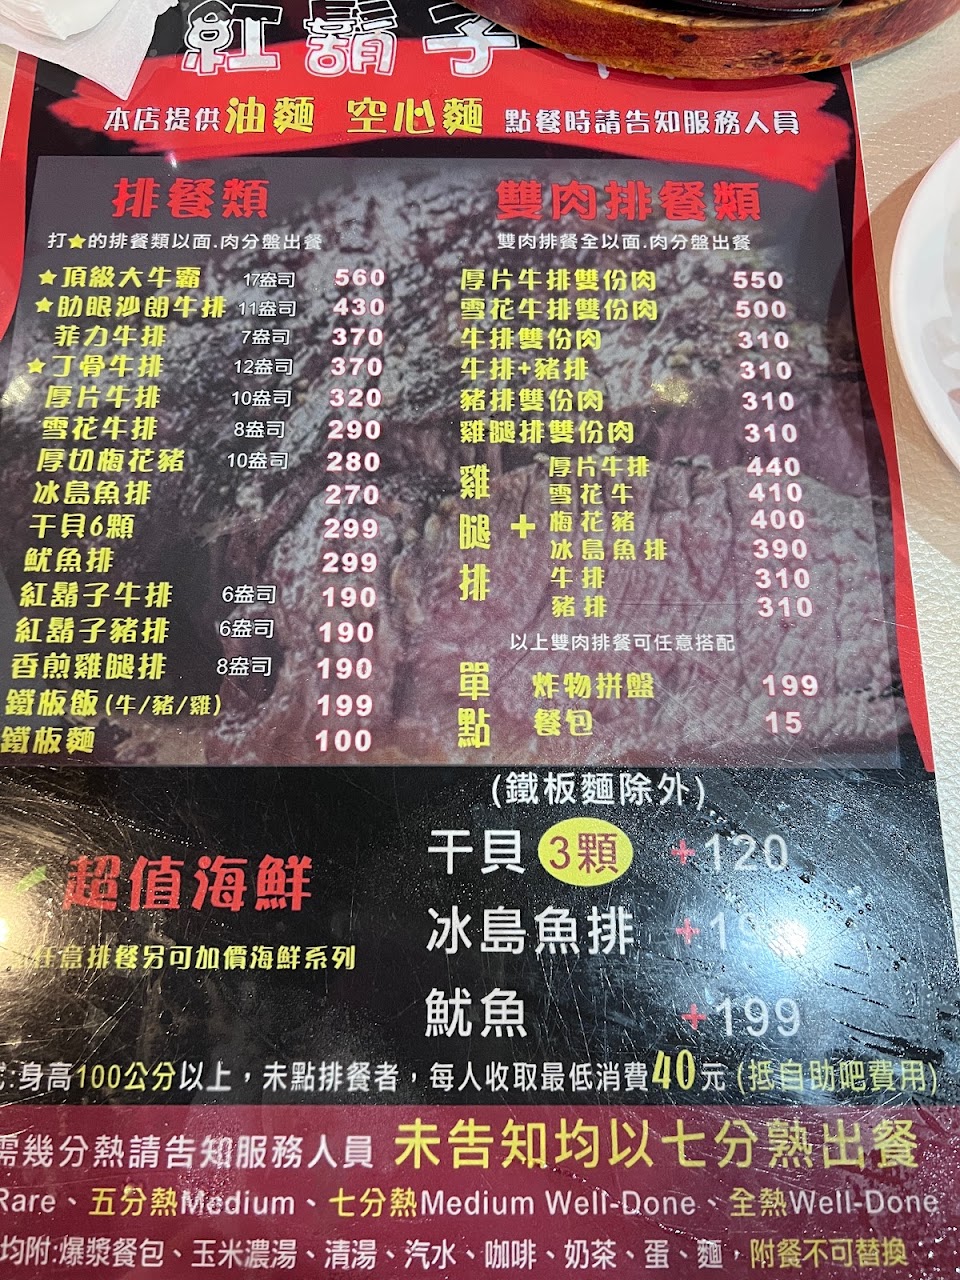 紅鬍子
本店提供油麵 空心麵 點餐時請告知服務人員
排餐類
打★的排餐類以面.肉分盤出餐
★頂級大牛霸 17盎司 560
★肋眼沙朗牛排 11盎司 430
菲力牛排 7盎司 370
★丁骨牛排 12盎司 370
厚片牛排 10盎司 320
雪花牛排 8盎司 290
厚切梅花豬 10盎司 280
冰島魚排 270
干貝6顆 299
魷魚排 299
紅鬍子牛排 6盎司 190
紅鬍子豬排 6盎司 190
香煎雞腿排 8盎司 190
鐵板飯(牛/豬/雞) 199
鐵板麵 100
雙肉排餐類
雙肉排餐全以面.肉分盤出餐
厚片牛排雙份肉 550
雪花牛排雙份肉 500
牛排雙份肉 310
牛排+豬排 310
豬排雙份肉 310
雞腿排雙份肉 310
雞腿排+
厚片牛排 440
雪花牛 410
梅花豬 400
冰島魚排 390
牛排 310
豬排 310
以上雙肉排餐可任意搭配
單點
炸物拼盤 199
餐包 15
超值海鮮
任意排餐另可加價海鮮系列
(鐵板麵除外)
干貝 3顆 +120
冰島魚排
魷魚 +199
:身高100公分以上，未點排餐者，每人收取最低消費40元(抵自助吧費用)
需幾分熱請告知服務人員 未告知均以七分熟出餐
Rare、五分熱Medium、七分熱Medium Well-Done、全熱Well-Done
均附:爆漿餐包、玉米濃湯、清湯、汽水、咖啡、奶茶、蛋、麵，附餐不可替換